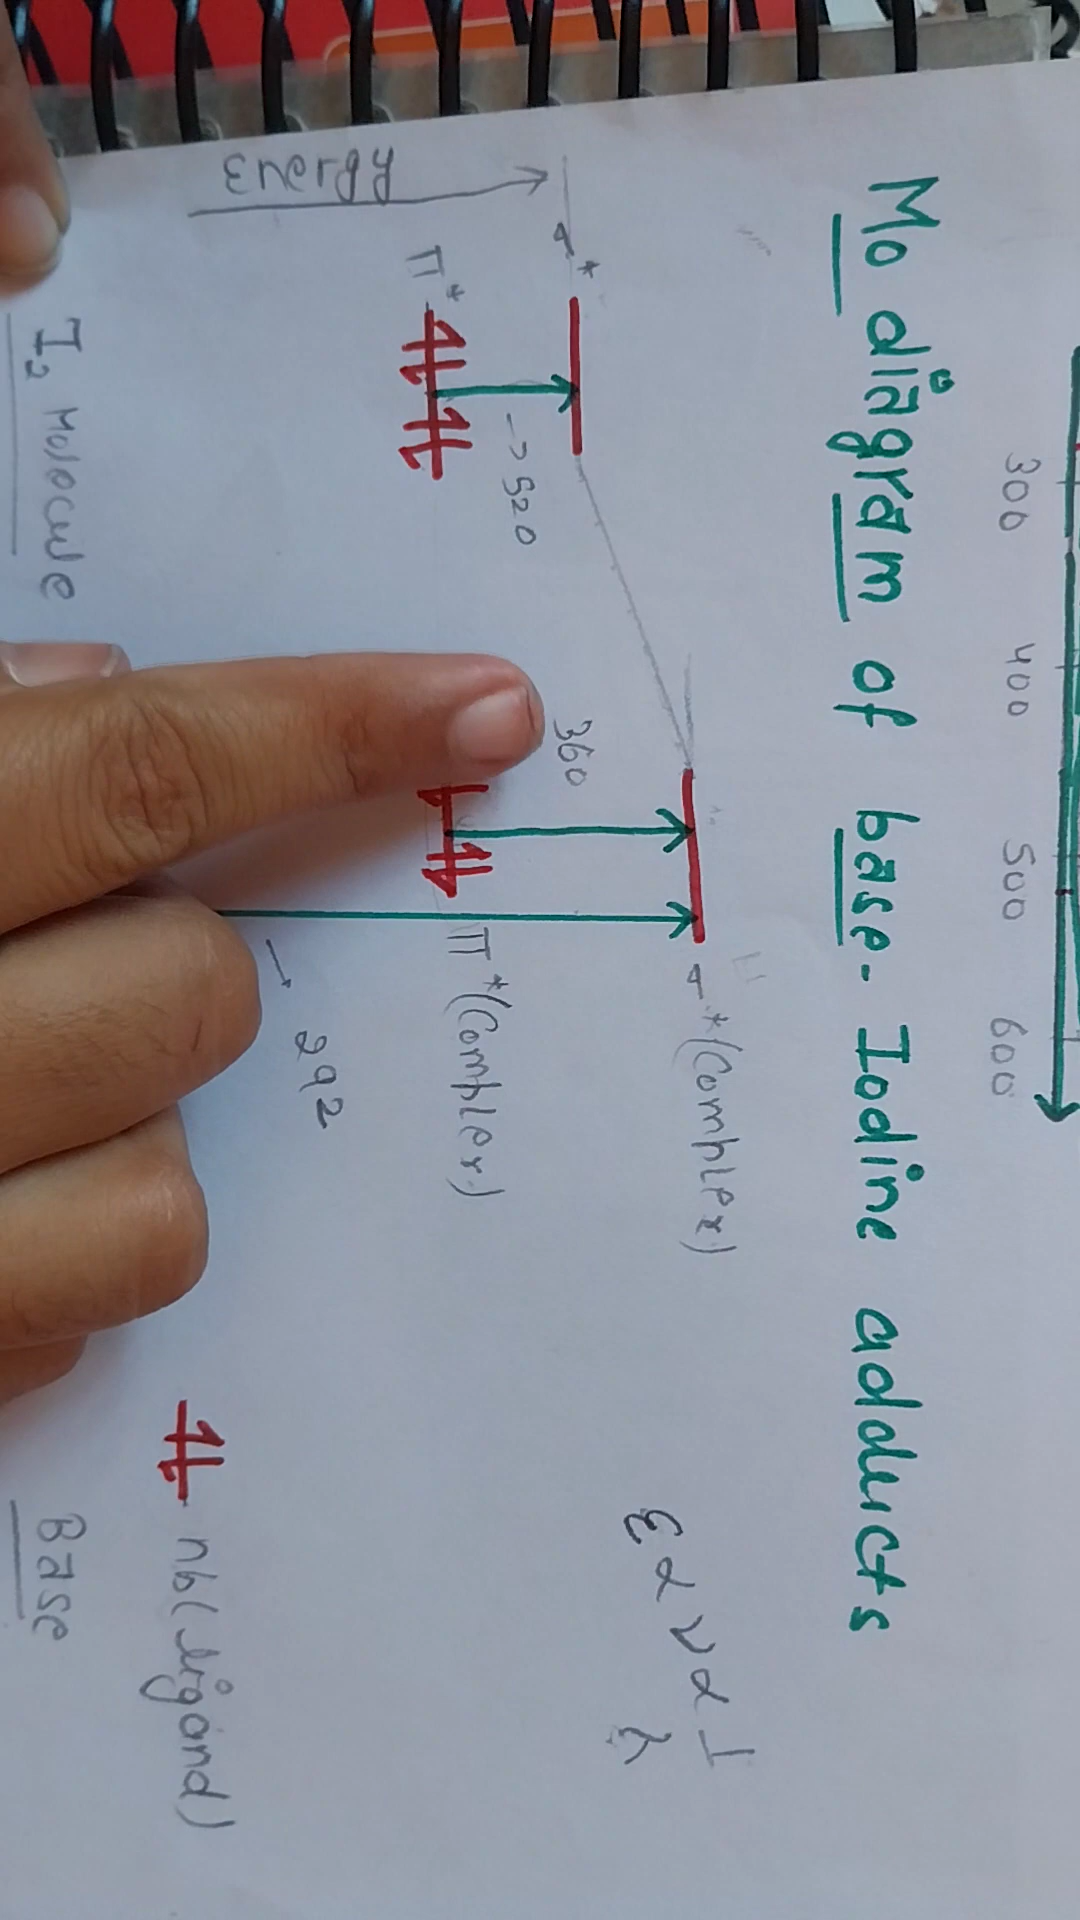 300 400 500 600
Mo diagram of base-Iodine adducts
σ* (Complex)
E α ν α 1
λ
σ*
360
→ 520
Energy
π*
π* (Complex)
→ 292
nb (ligand)
I₂ Molecule
Base